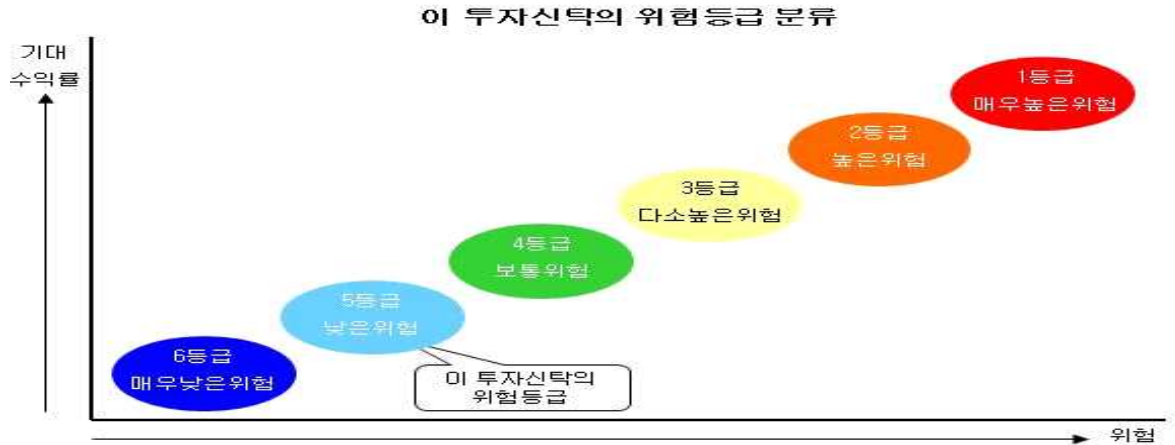 이 투자신탁의 위험등급 분류
기대
수익률
1등급
매우높은위험
2등급
높은위험
3등급
다소높은위험
4등급
보통위험
5등급
낮은위험
6등급
매우낮은위험
이 투자신탁의
위험등급
위험